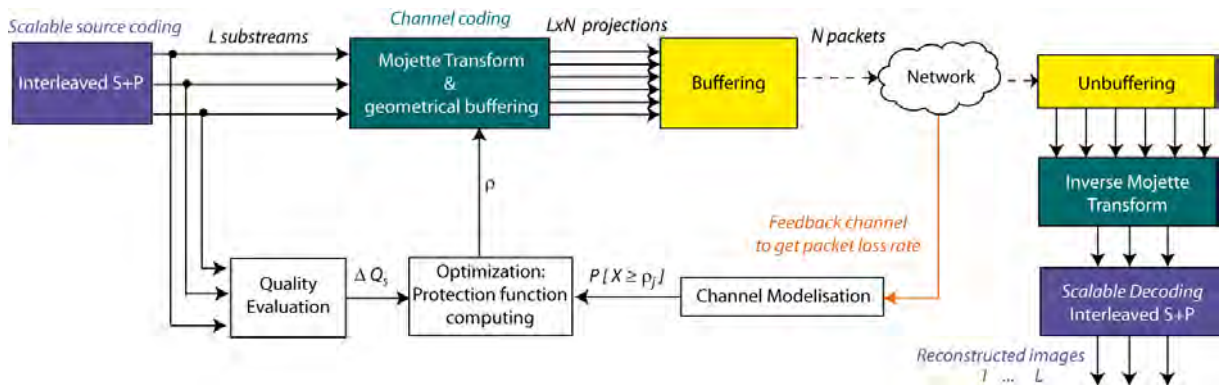 Scalable source coding
Interleaved S+P
L substreams
Channel coding
Mojette Transform
&
geometrical buffering
LxN projections
Buffering
N packets
Network
Unbuffering
Inverse Mojette
Transform
Scalable Decoding
Interleaved S+P
Reconstructed images
1 ... L
ρ
Feedback channel
to get packet loss rate
Quality
Evaluation
Δ Qs
Optimization:
Protection function
computing
P [ X ≥ ρj ]
Channel Modelisation